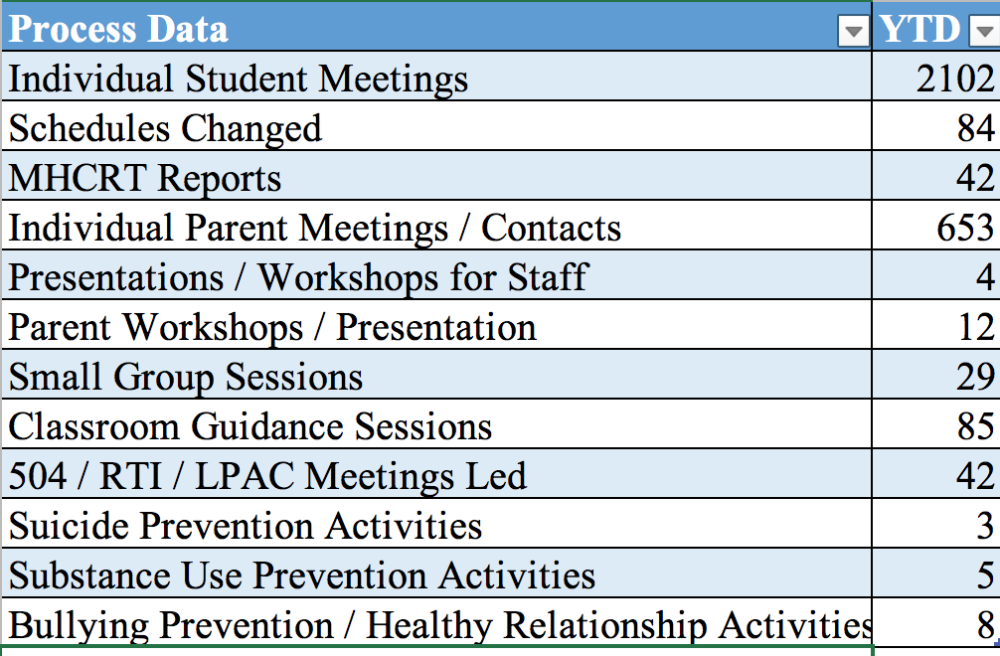 Process Data YTD
Individual Student Meetings 2102
Schedules Changed 84
MHCRT Reports 42
Individual Parent Meetings / Contacts 653
Presentations / Workshops for Staff 4
Parent Workshops / Presentation 12
Small Group Sessions 29
Classroom Guidance Sessions 85
504 / RTI / LPAC Meetings Led 42
Suicide Prevention Activities 3
Substance Use Prevention Activities 5
Bullying Prevention / Healthy Relationship Activities 8